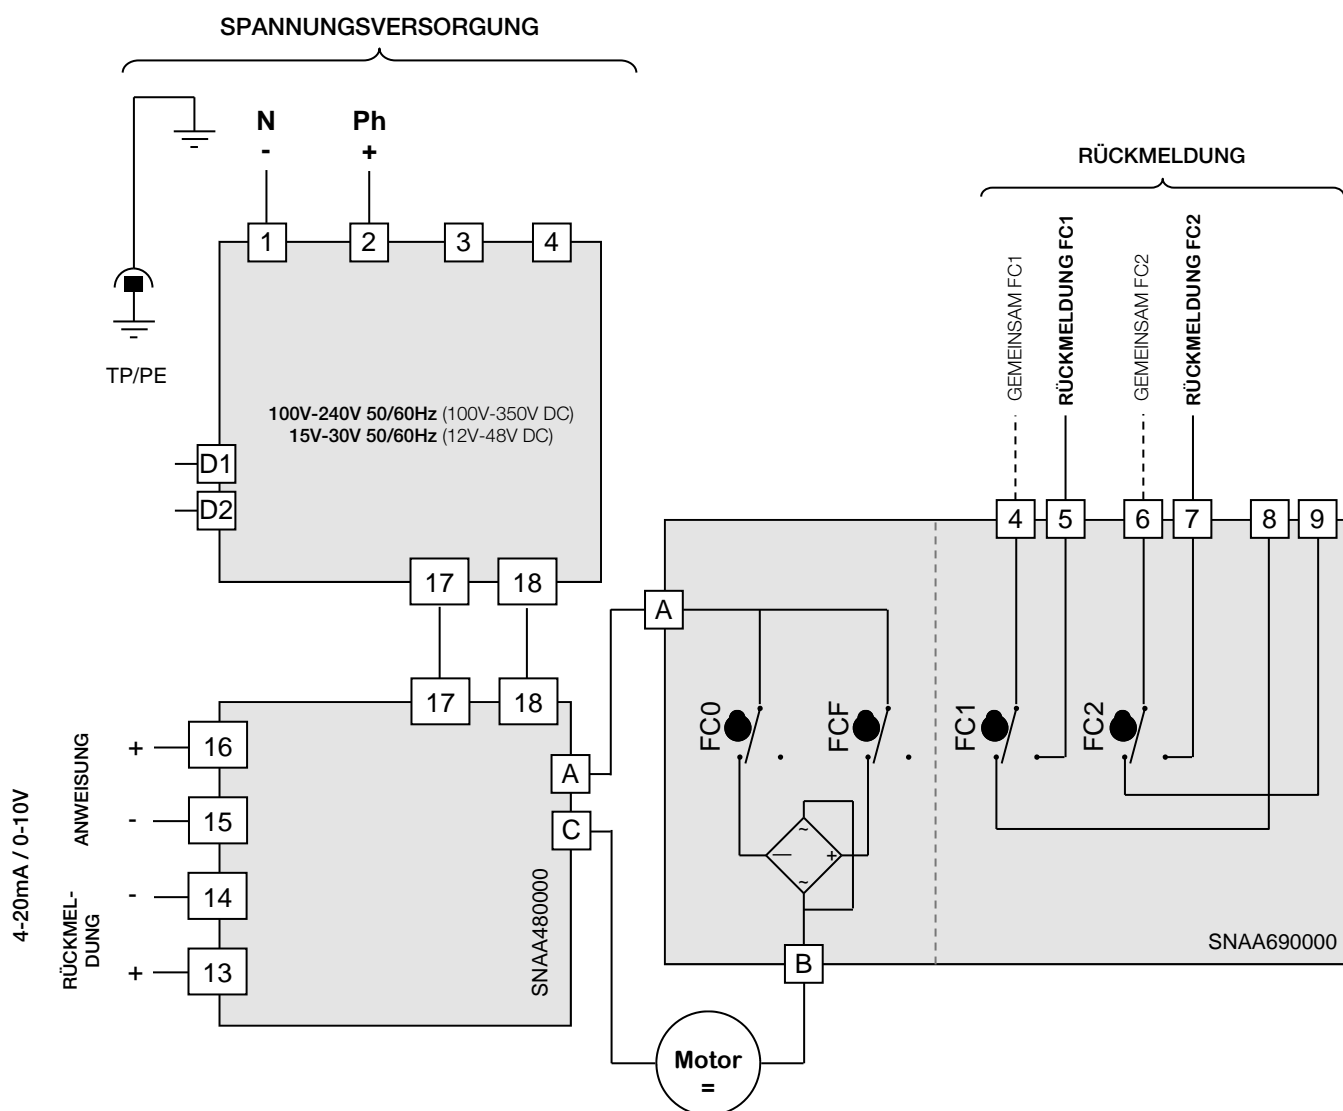 SPANNUNGSVERSORGUNG
N
-
Ph
+
1
2
3
4
TP/PE
100V-240V 50/60Hz (100V-350V DC)
15V-30V 50/60Hz (12V-48V DC)
D1
D2
17
18
17
18
4-20mA / 0-10V
ANWEISUNG
RÜCKMEL-
DUNG
+
16
-
15
-
14
+
13
A
C
SNAA480000
RÜCKMELDUNG
GEMEINSAM FC1
RÜCKMELDUNG FC1
GEMEINSAM FC2
RÜCKMELDUNG FC2
4
5
6
7
8
9
A
FC0
FCF
FC1
FC2
~
—
+
~
B
SNAA690000
Motor
=